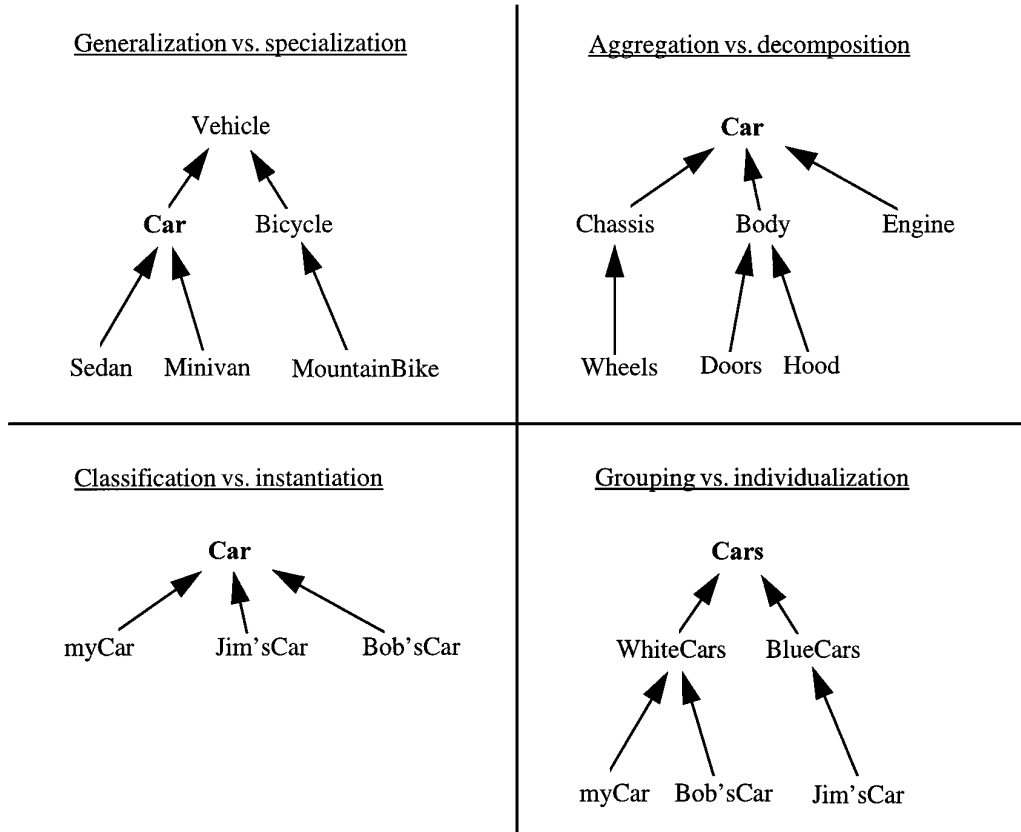 Generalization vs. specialization
Vehicle
Car Bicycle
Sedan Minivan MountainBike
Aggregation vs. decomposition
Car
Chassis Body Engine
Wheels Doors Hood
Classification vs. instantiation
Car
myCar Jim'sCar Bob'sCar
Grouping vs. individualization
Cars
WhiteCars BlueCars
myCar Bob'sCar Jim'sCar